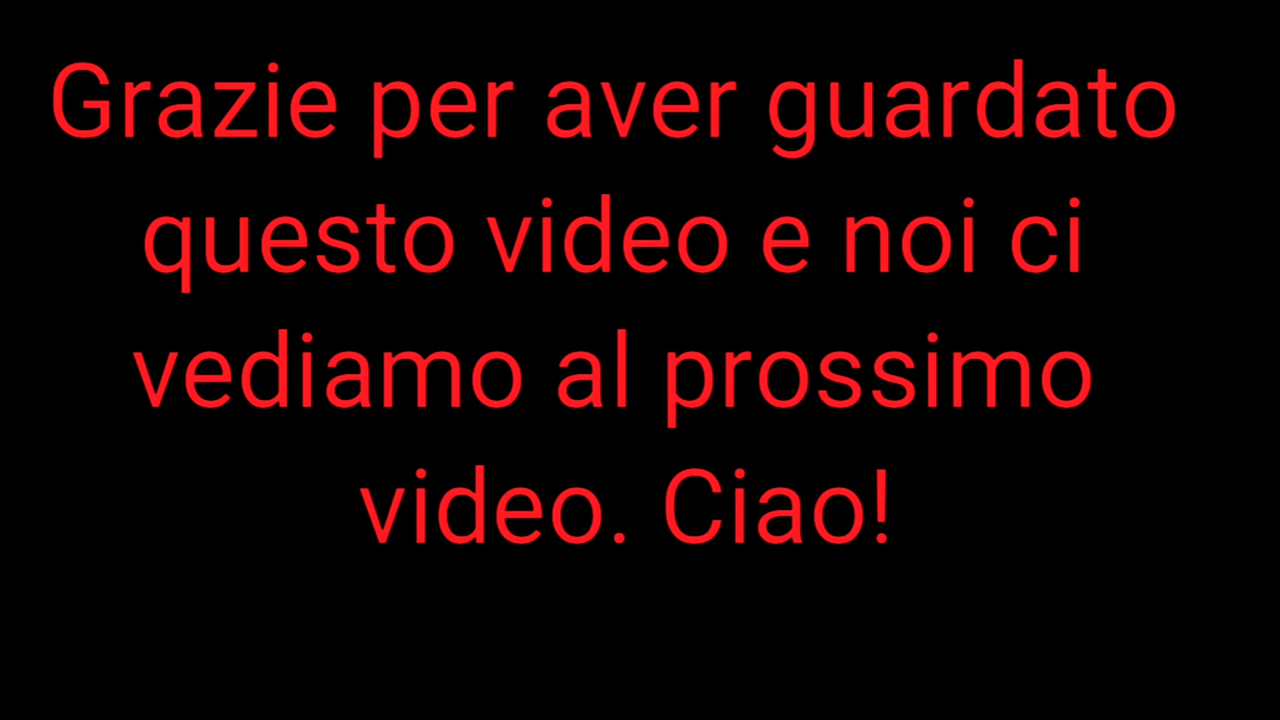 Grazie per aver guardato
questo video e noi ci
vediamo al prossimo
video. Ciao!